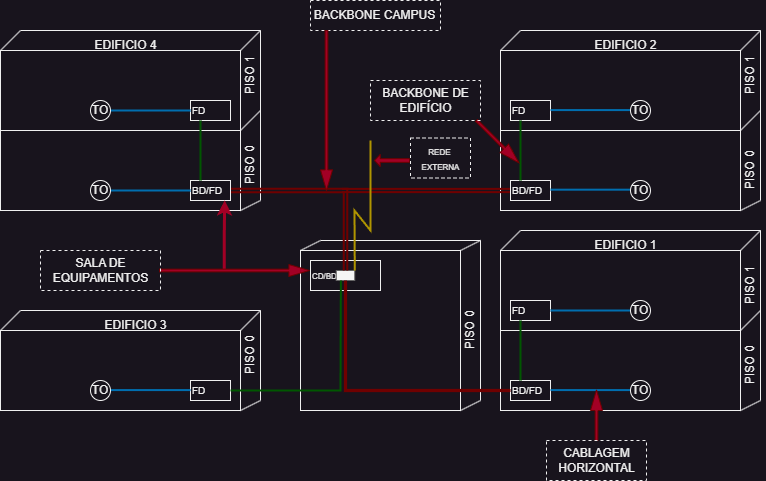 BACKBONE CAMPUS
EDIFICIO 4
PISO 1
TO
FD
PISO 0
TO
BD/FD
BACKBONE DE
EDIFÍCIO
REDE
EXTERNA
EDIFICIO 2
PISO 1
FD
TO
PISO 0
BD/FD
TO
SALA DE
EQUIPAMENTOS
CD/BD
PISO 0
EDIFICIO 1
PISO 1
FD
TO
PISO 0
BD/FD
TO
EDIFICIO 3
PISO 0
TO
FD
CABLAGEM
HORIZONTAL